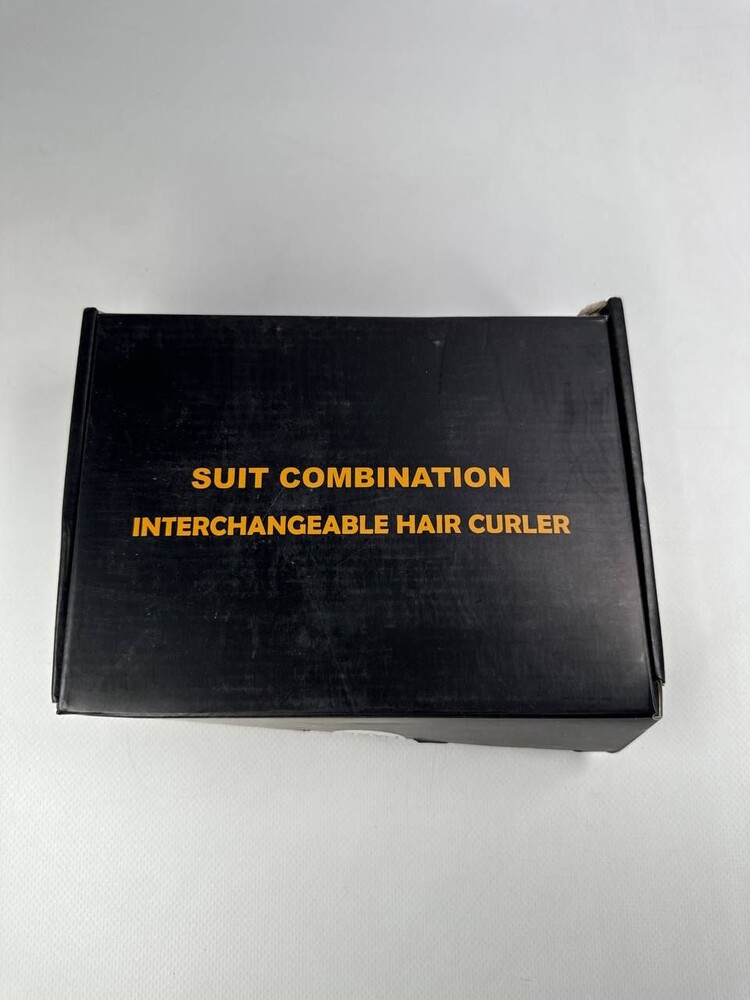 SUIT COMBINATION
INTERCHANGEABLE HAIR CURLER